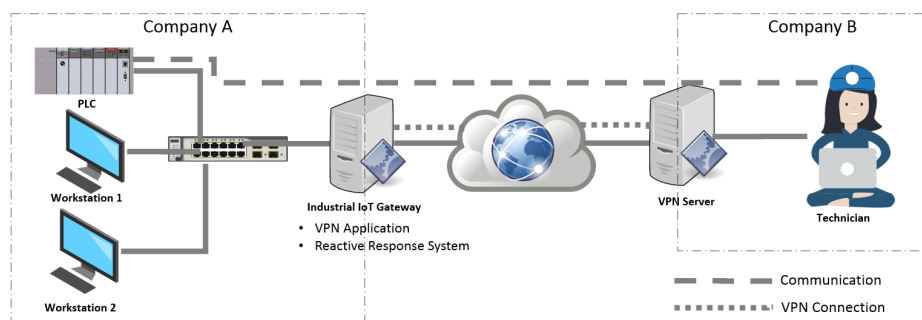 Company A
Company B
PLC
Workstation 1
Workstation 2
Industrial IoT Gateway
• VPN Application
• Reactive Response System
VPN Server
Technician
Communication
VPN Connection